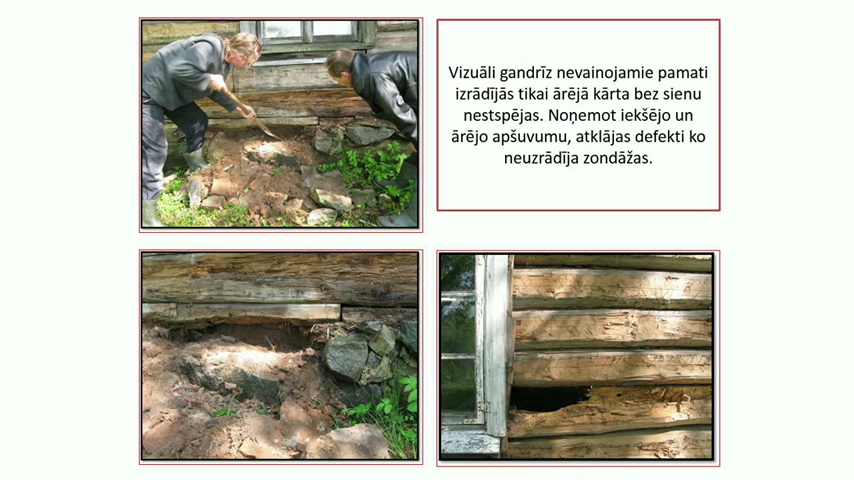 Vizuāli gandrīz nevainojamie pamati
izrādījās tikai ārējā kārta bez sienu
nestspējas. Noņemot iekšējo un
ārējo apšuvumu, atklājas defekti ko
neuzrādīja zondāžas.